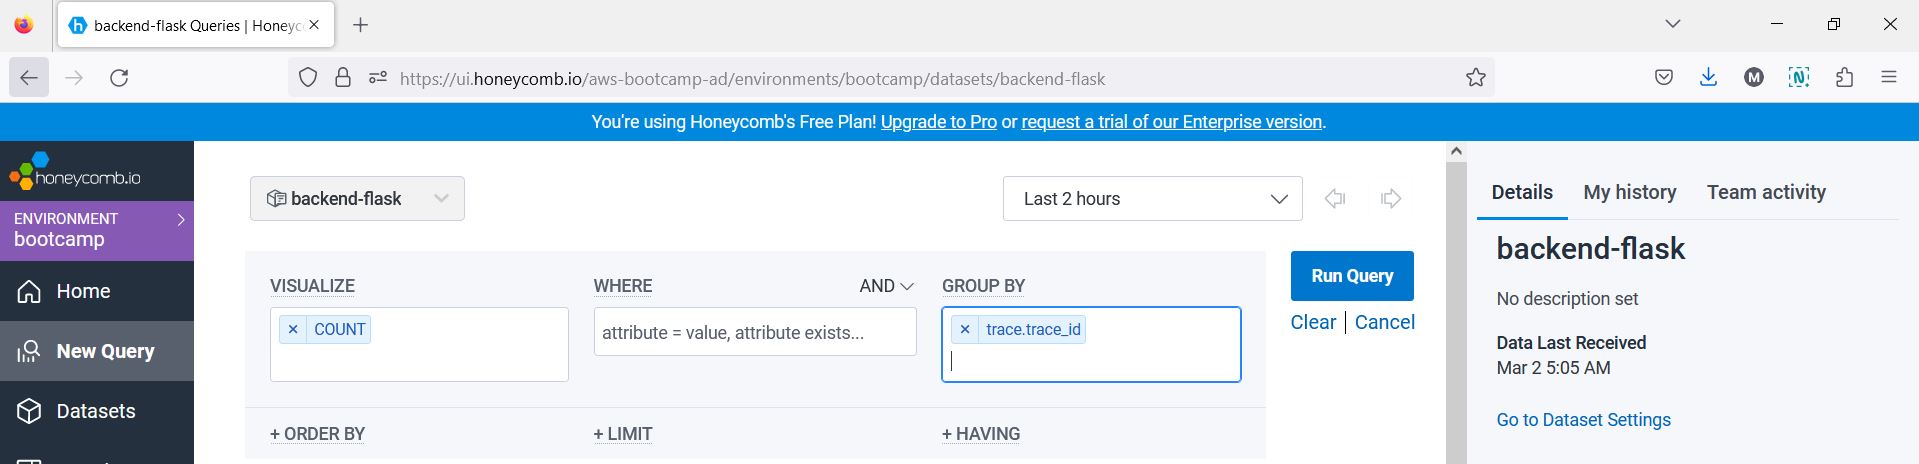 backend-flask Queries | Honeyc
https://ui.honeycomb.io/aws-bootcamp-ad/environments/bootcamp/datasets/backend-flask
M
N
You're using Honeycomb's Free Plan! Upgrade to Pro or request a trial of our Enterprise version.
h
honeycomb.io
ENVIRONMENT
bootcamp
Home
New Query
Datasets
backend-flask
Last 2 hours
VISUALIZE
COUNT
WHERE
AND
attribute = value, attribute exists...
GROUP BY
trace.trace_id
Run Query
Clear | Cancel
+ ORDER BY
+ LIMIT
+ HAVING
Details
My history
Team activity
backend-flask
No description set
Data Last Received
Mar 2 5:05 AM
Go to Dataset Settings